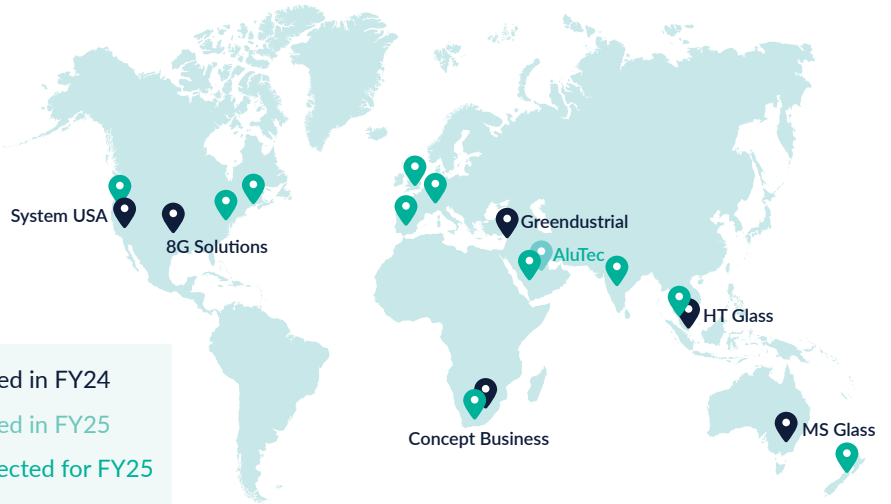 System USA
8G Solutions
Greendustrial
AluTec
HT Glass
Concept Business
MS Glass
ed in FY24
ed in FY25
ected for FY25